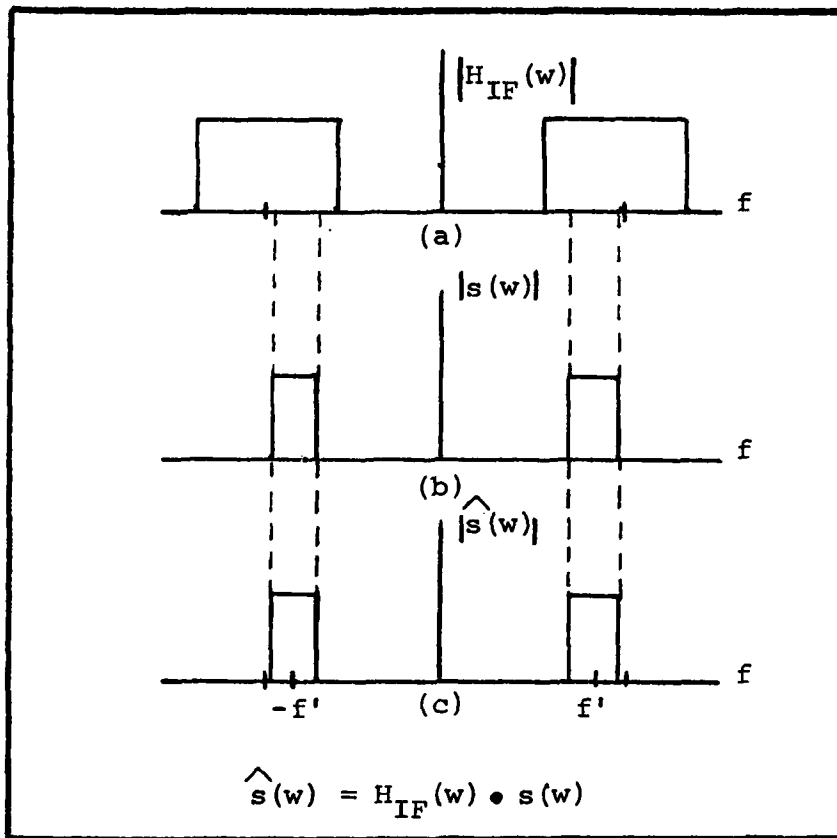 |H_IF(w)|
f
(a)
|s(w)|
f
(b)
|ŝ(w)|
f
-f' (c) f'
ŝ(w) = H_IF(w) • s(w)